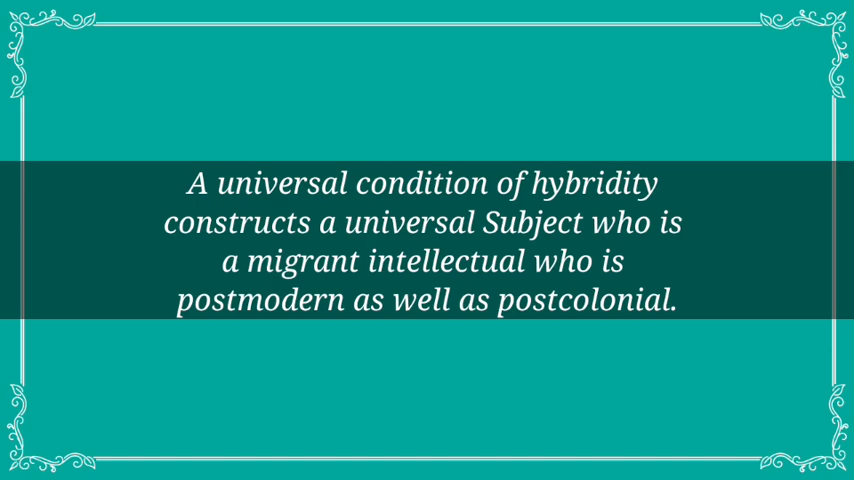 A universal condition of hybridity
constructs a universal Subject who is
a migrant intellectual who is
postmodern as well as postcolonial.